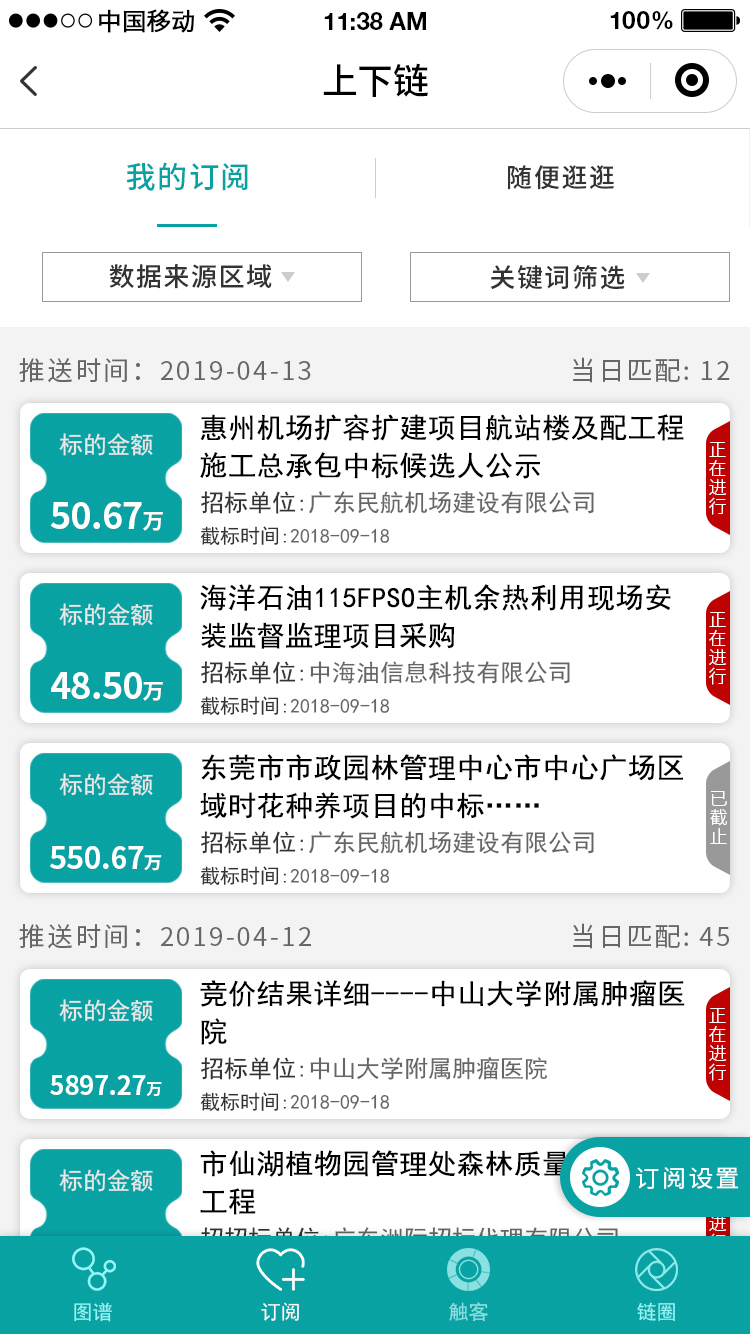 中国移动 11:38 AM 100%
上下链
我的订阅 随便逛逛
数据来源区域 关键词筛选
推送时间：2019-04-13 当日匹配: 12
标的金额
50.67万
惠州机场扩容扩建项目航站楼及配工程
施工总承包中标候选人公示
招标单位:广东民航机场建设有限公司
截标时间:2018-09-18
正在进行
标的金额
48.50万
海洋石油115FPSO主机余热利用现场安
装监督监理项目采购
招标单位:中海油信息科技有限公司
截标时间:2018-09-18
正在进行
标的金额
550.67万
东莞市市政园林管理中心市中心广场区
域时花种养项目的中标……
招标单位:广东民航机场建设有限公司
截标时间:2018-09-18
已截止
推送时间：2019-04-12 当日匹配: 45
标的金额
5897.27万
竞价结果详细----中山大学附属肿瘤医
院
招标单位:中山大学附属肿瘤医院
截标时间:2018-09-18
正在进行
标的金额
市仙湖植物园管理处森林质量
工程
招招标单位:广东洲际招标代理有限公司
进
订阅设置
图谱 订阅 触客 链圈